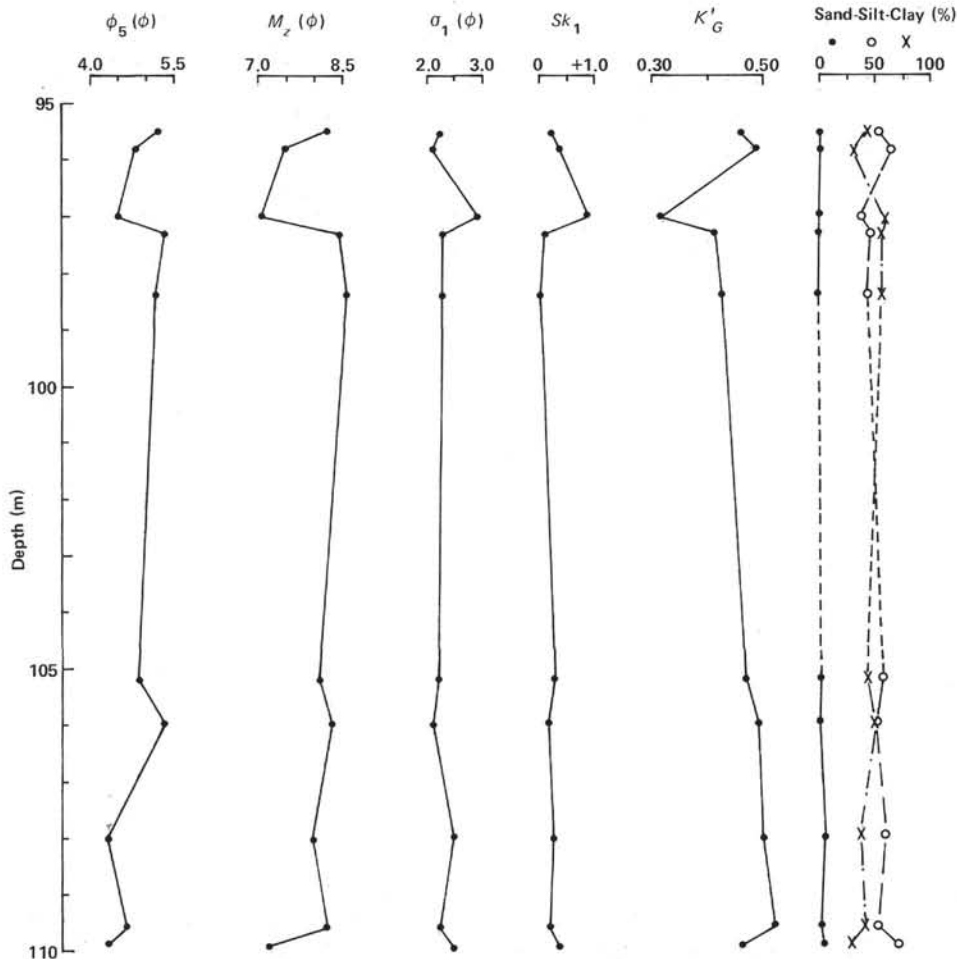 ϕ5 (ϕ) Mz (ϕ) σ1 (ϕ) Sk1 K′G Sand-Silt-Clay (%)
4.0 5.5 7.0 8.5 2.0 3.0 0 +1.0 0.30 0.50 0 50 100
95
100
Depth (m)
105
110